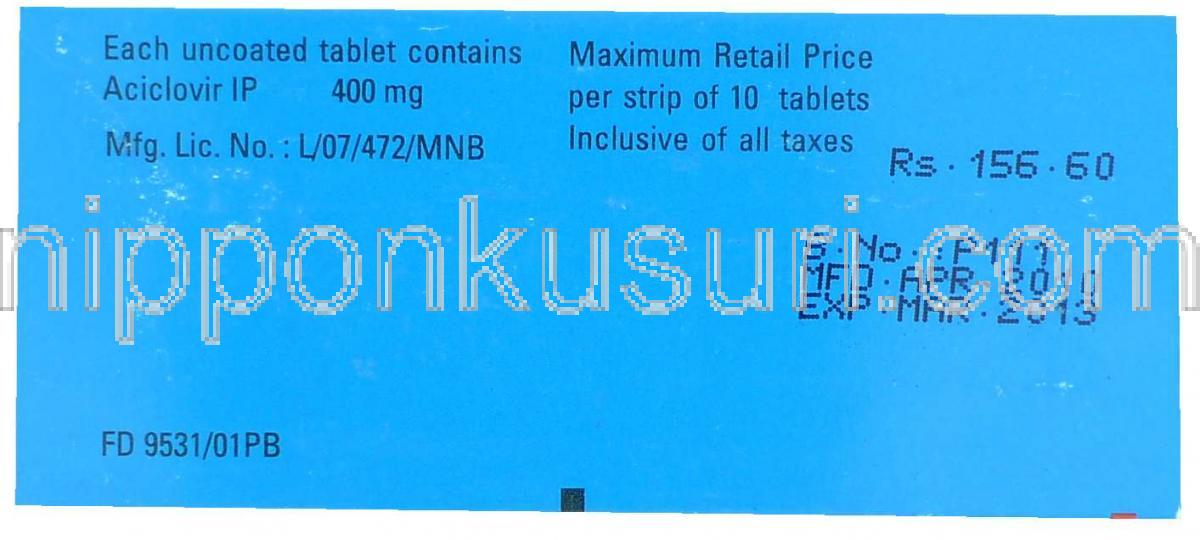 Each uncoated tablet contains
Aciclovir IP 400 mg
Mfg. Lic. No. : L/07/472/MNB
Maximum Retail Price
per strip of 10 tablets
Inclusive of all taxes
Rs. 156.60
nipponkusuri.com
B.No.:
MFD.APR.2010
EXP.MAR.2013
FD 9531/01PB